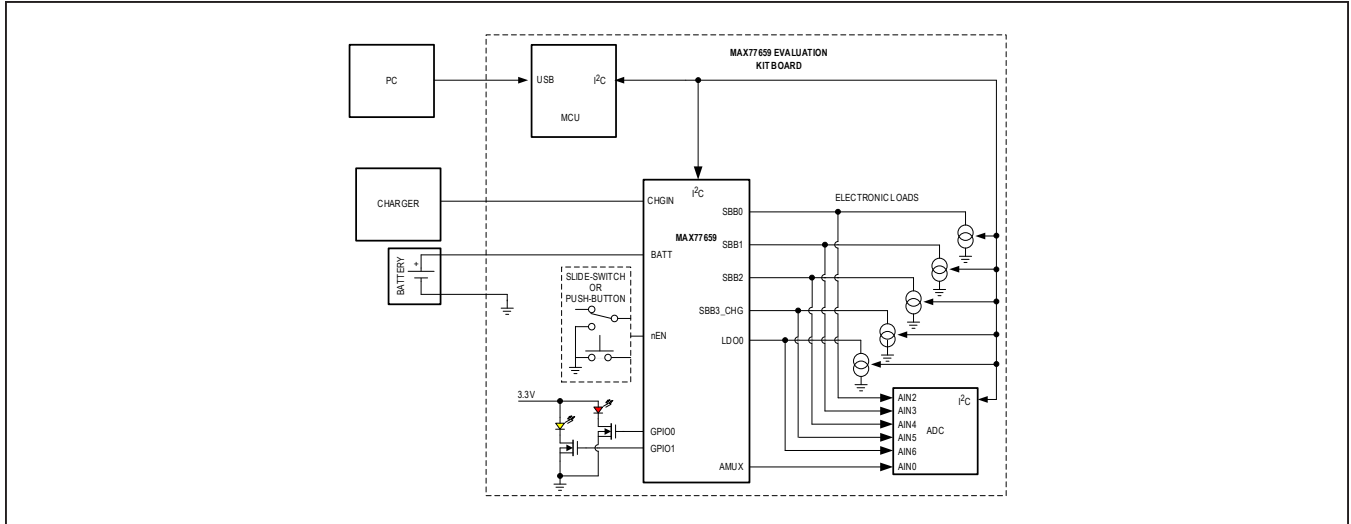 MAX77659 EVALUATION
KIT BOARD
PC
USB
I²C
MCU
CHARGER
BATTERY
+
I²C
CHGIN
MAX77659
BATT
nEN
GPIO0
GPIO1
SBB0
SBB1
SBB2
SBB3_CHG
LDO0
AMUX
SLIDE-SWITCH
OR
PUSH-BUTTON
3.3V
ELECTRONIC LOADS
AIN2
AIN3
AIN4
AIN5
AIN6
AIN0
I²C
ADC